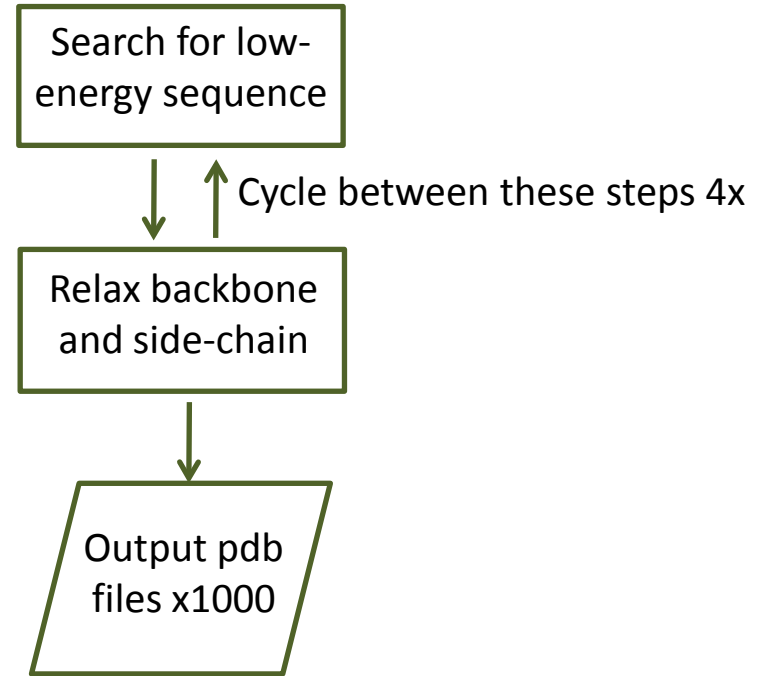 Search for low-
energy sequence
Cycle between these steps 4x
Relax backbone
and side-chain
Output pdb
files x1000